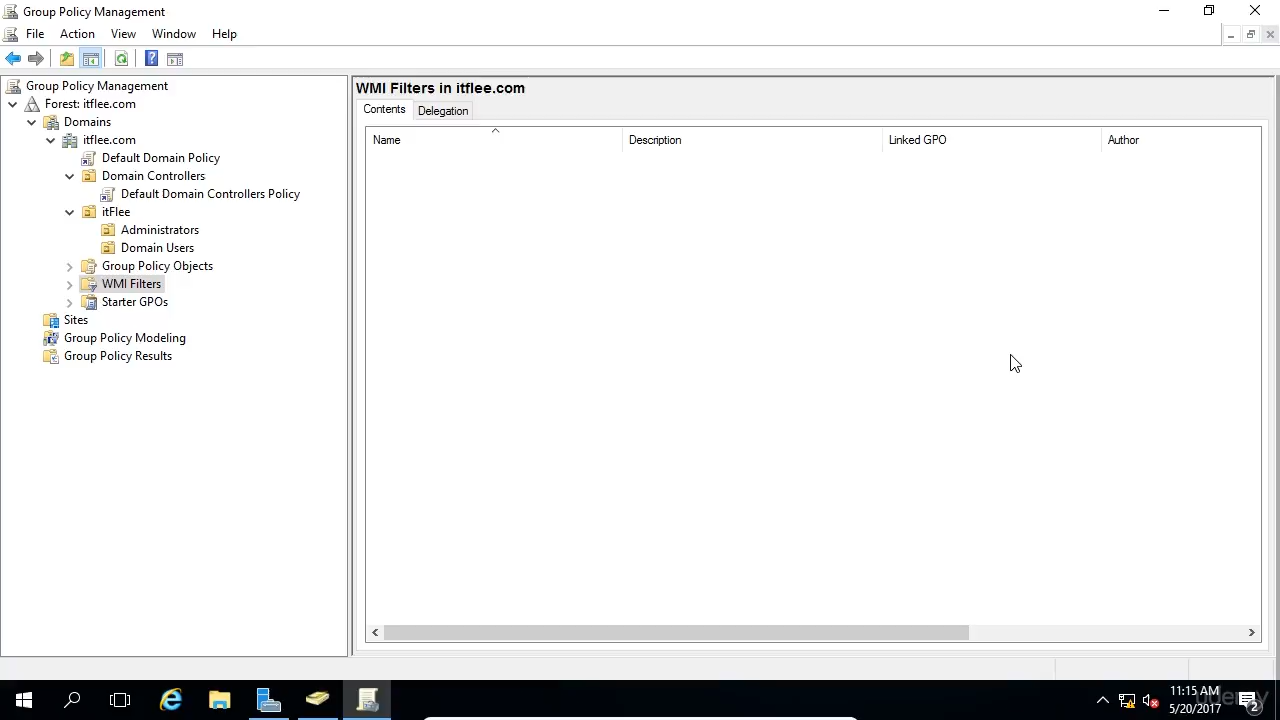 Group Policy Management
File Action View Window Help
Group Policy Management
Forest: itflee.com
Domains
itflee.com
Default Domain Policy
Domain Controllers
Default Domain Controllers Policy
itFlee
Administrators
Domain Users
Group Policy Objects
WMI Filters
Starter GPOs
Sites
Group Policy Modeling
Group Policy Results
WMI Filters in itflee.com
Contents Delegation
Name Description Linked GPO Author
11:15 AM
5/20/2017
2
udemy